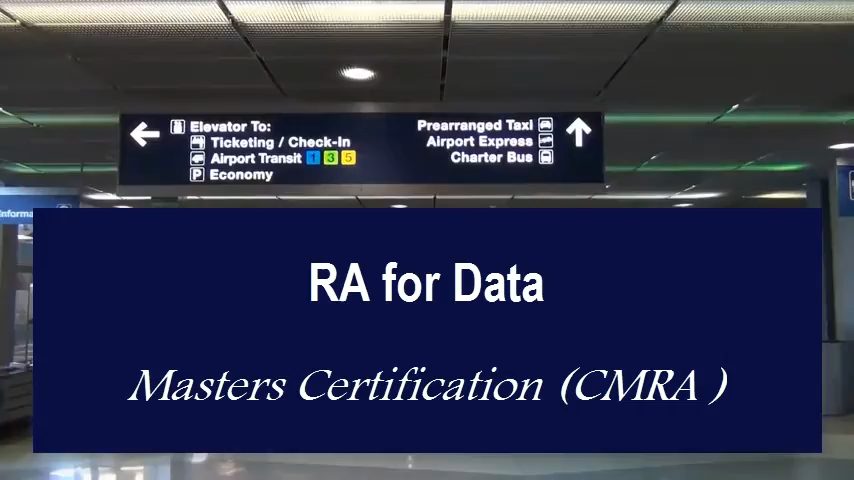 Elevator To:
Ticketing / Check-In
Airport Transit 1 3 5
P Economy
Prearranged Taxi
Airport Express
Charter Bus
RA for Data
Masters Certification (CMRA )